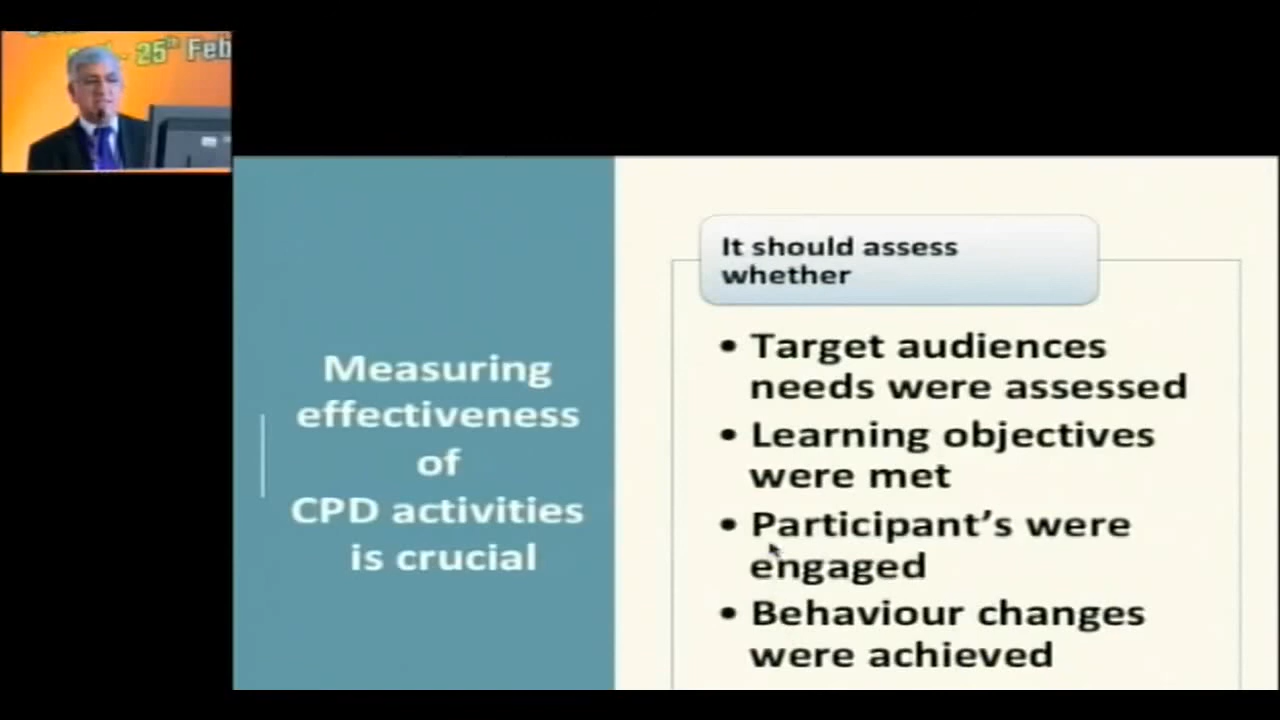 - 25th Feb
Measuring
effectiveness
of
CPD activities
is crucial
It should assess
whether
• Target audiences
needs were assessed
• Learning objectives
were met
• Participant’s were
engaged
• Behaviour changes
were achieved